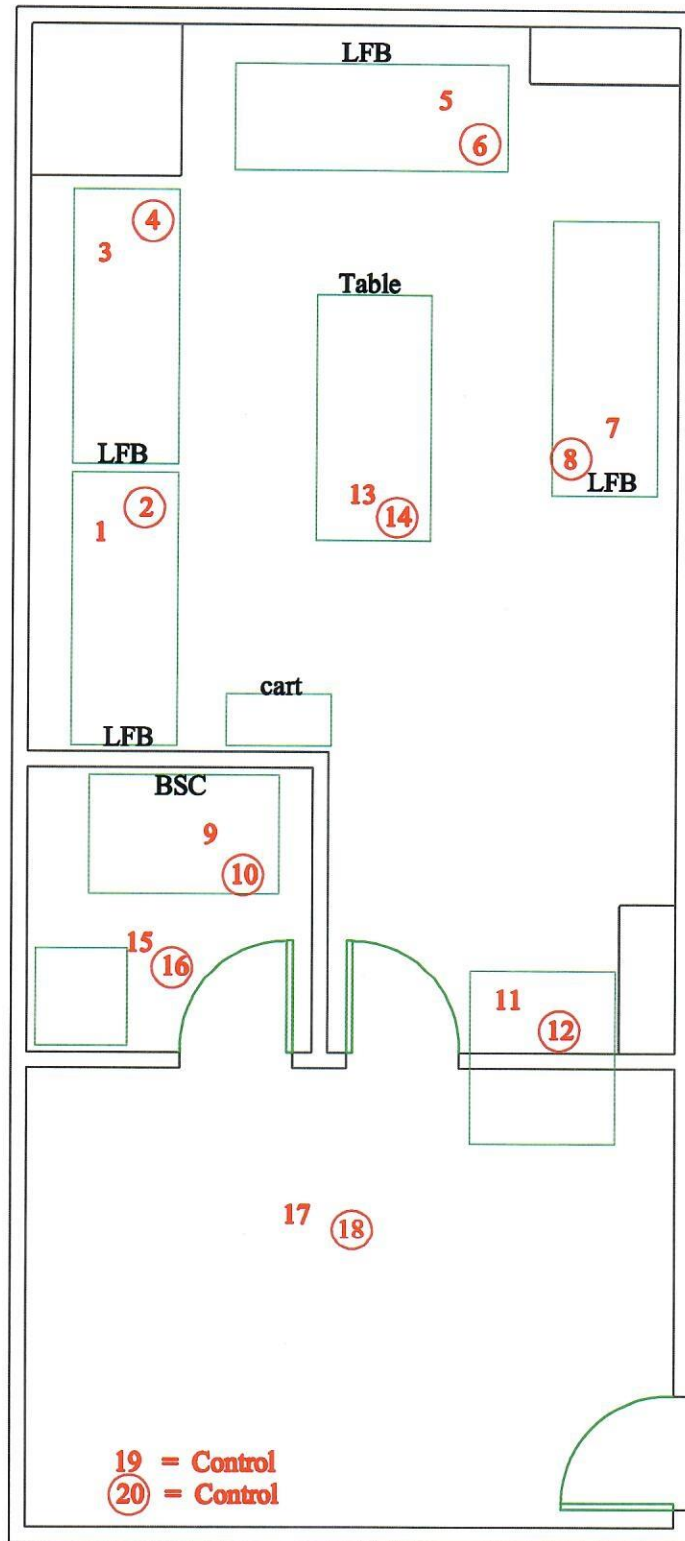 LFB
5
6
4
3
Table
7
8
LFB
LFB
13
14
2
1
cart
LFB
BSC
9
10
15
16
11
12
17
18
19 = Control
20 = Control